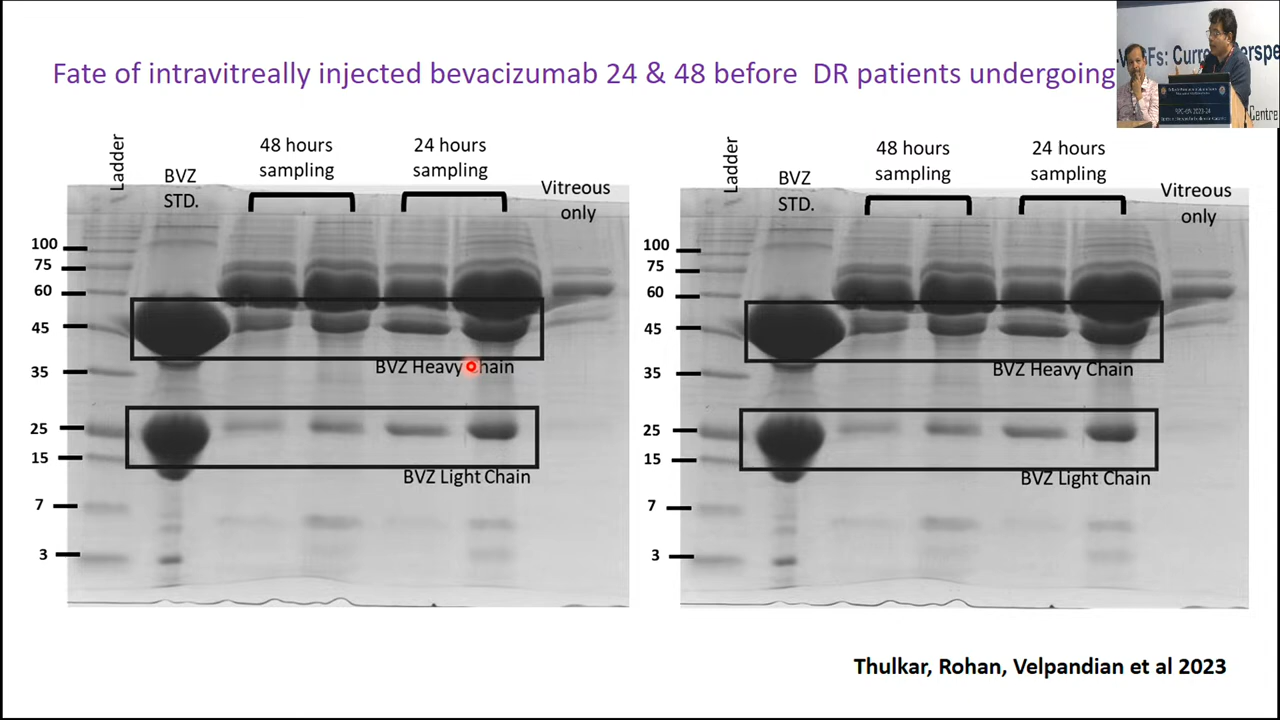 Fate of intravitreally injected bevacizumab 24 & 48 before DR patients undergoing
Ladder
BVZ
STD.
48 hours
sampling
24 hours
sampling
Vitreous
only
100
75
60
45
35
25
15
7
3
BVZ Heavy Chain
BVZ Light Chain
Ladder
BVZ
STD.
48 hours
sampling
24 hours
sampling
Vitreous
only
100
75
60
45
35
25
15
7
3
BVZ Heavy Chain
BVZ Light Chain
Thulkar, Rohan, Velpandian et al 2023
Centre